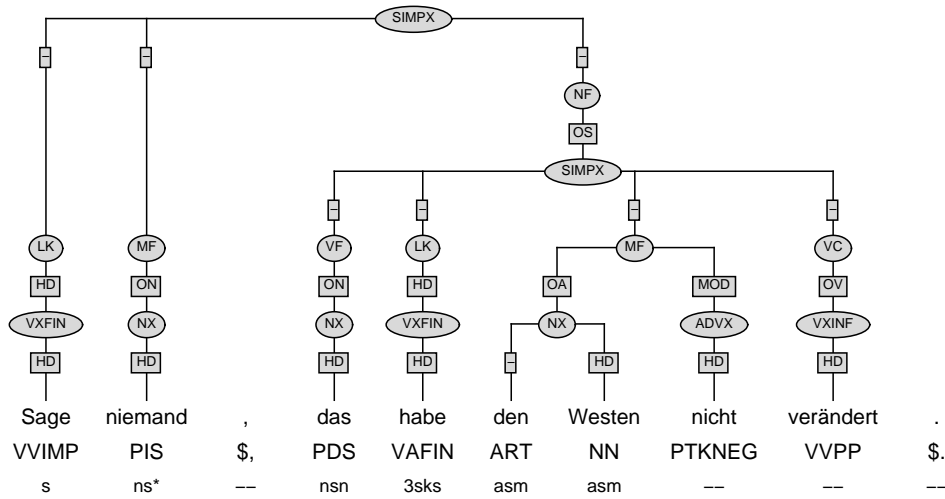 SIMPX
– – –
NF
OS
SIMPX
– – – –
LK MF VF LK MF VC
HD ON ON HD OA MOD OV
VXFIN NX NX VXFIN NX ADVX VXINF
HD HD HD HD – HD HD HD
Sage niemand , das habe den Westen nicht verändert .
VVIMP PIS $, PDS VAFIN ART NN PTKNEG VVPP $.
s ns* –– nsn 3sks asm asm –– –– ––